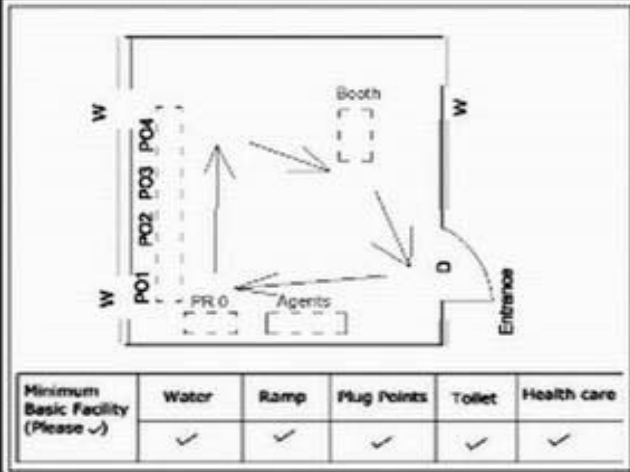 Booth
W
W
PO4
PO3
PO2
PO1
W
D
PR 0
Agents
Entrance
Minimum
Basic Facility
(Please ✓)
Water
Ramp
Plug Points
Toilet
Health care
✓
✓
✓
✓
✓